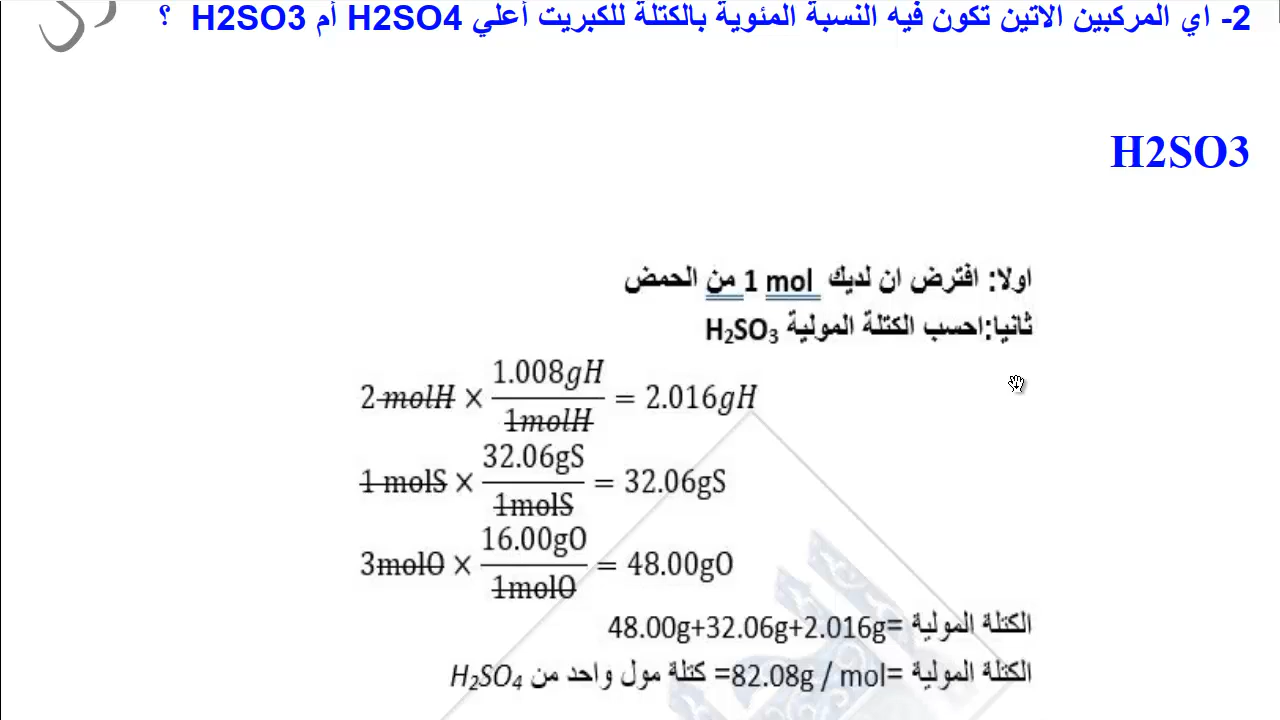 2- اي المركبين الاتين تكون فيه النسبة المئوية بالكتلة للكبريت أعلي H2SO4 أم H2SO3 ؟
H2SO3
اولا: افترض ان لديك 1 mol من الحمض
ثانيا:احسب الكتلة المولية H₂SO₃
2 molH × 1.008gH / 1molH = 2.016gH
1 molS × 32.06gS / 1molS = 32.06gS
3molO × 16.00gO / 1molO = 48.00gO
الكتلة المولية =48.00g+32.06g+2.016g
الكتلة المولية =82.08g / mol= كتلة مول واحد من H₂SO₄